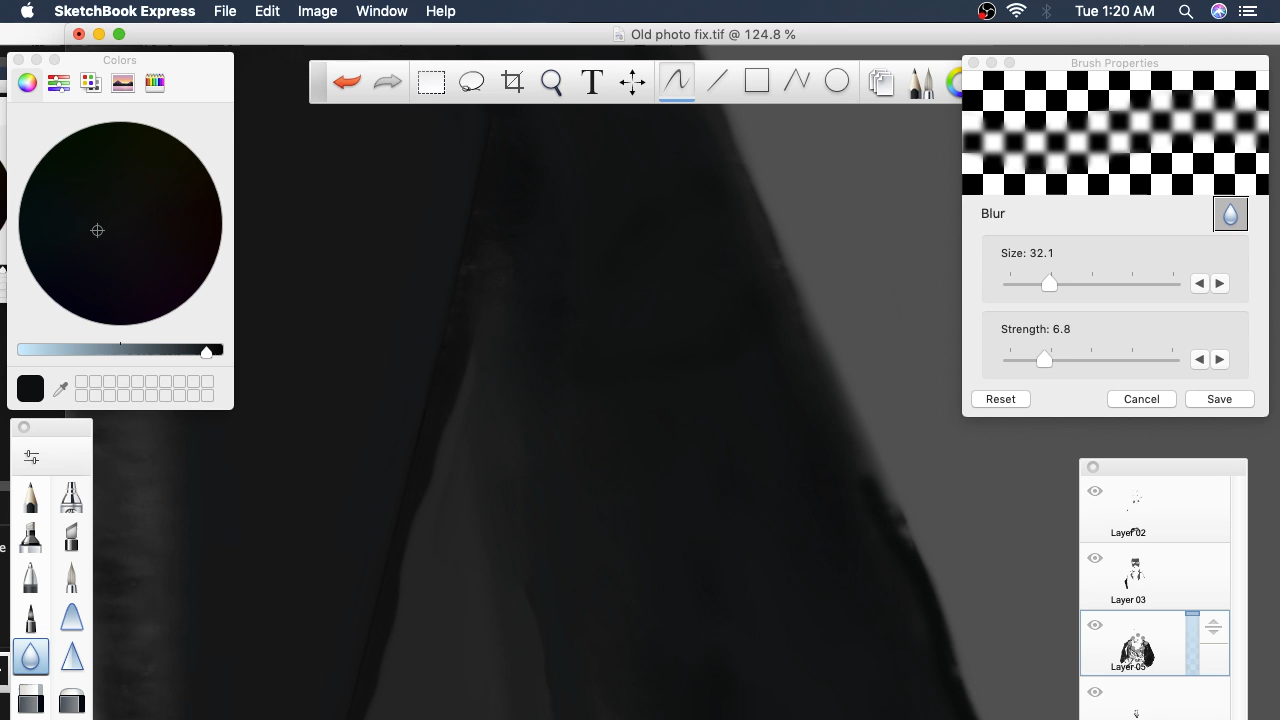 SketchBook Express File Edit Image Window Help Tue 1:20 AM
Old photo fix.tif @ 124.8 %
Colors
T
Brush Properties
Blur
Size: 32.1
Strength: 6.8
Reset Cancel Save
Layer 02
Layer 03
Layer 05